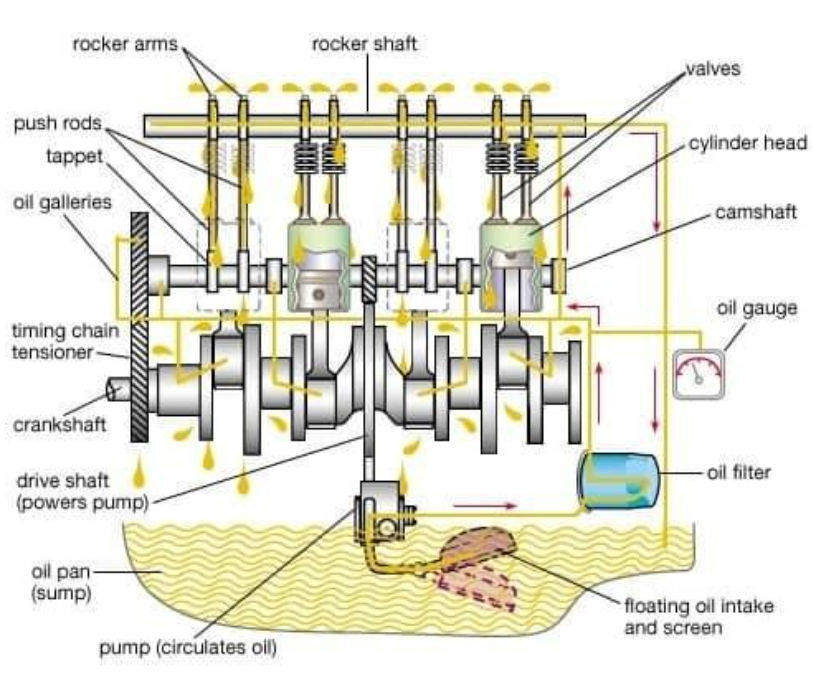 rocker arms
rocker shaft
valves
push rods
cylinder head
tappet
oil galleries
camshaft
oil gauge
timing chain
tensioner
crankshaft
oil filter
drive shaft
(powers pump)
oil pan
(sump)
floating oil intake
and screen
pump (circulates oil)